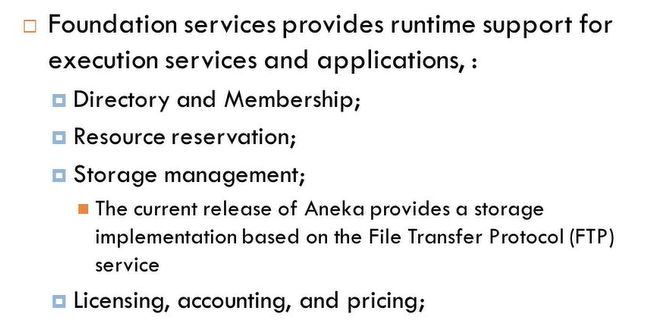 Foundation services provides runtime support for
execution services and applications, :
Directory and Membership;
Resource reservation;
Storage management;
The current release of Aneka provides a storage
implementation based on the File Transfer Protocol (FTP)
service
Licensing, accounting, and pricing;